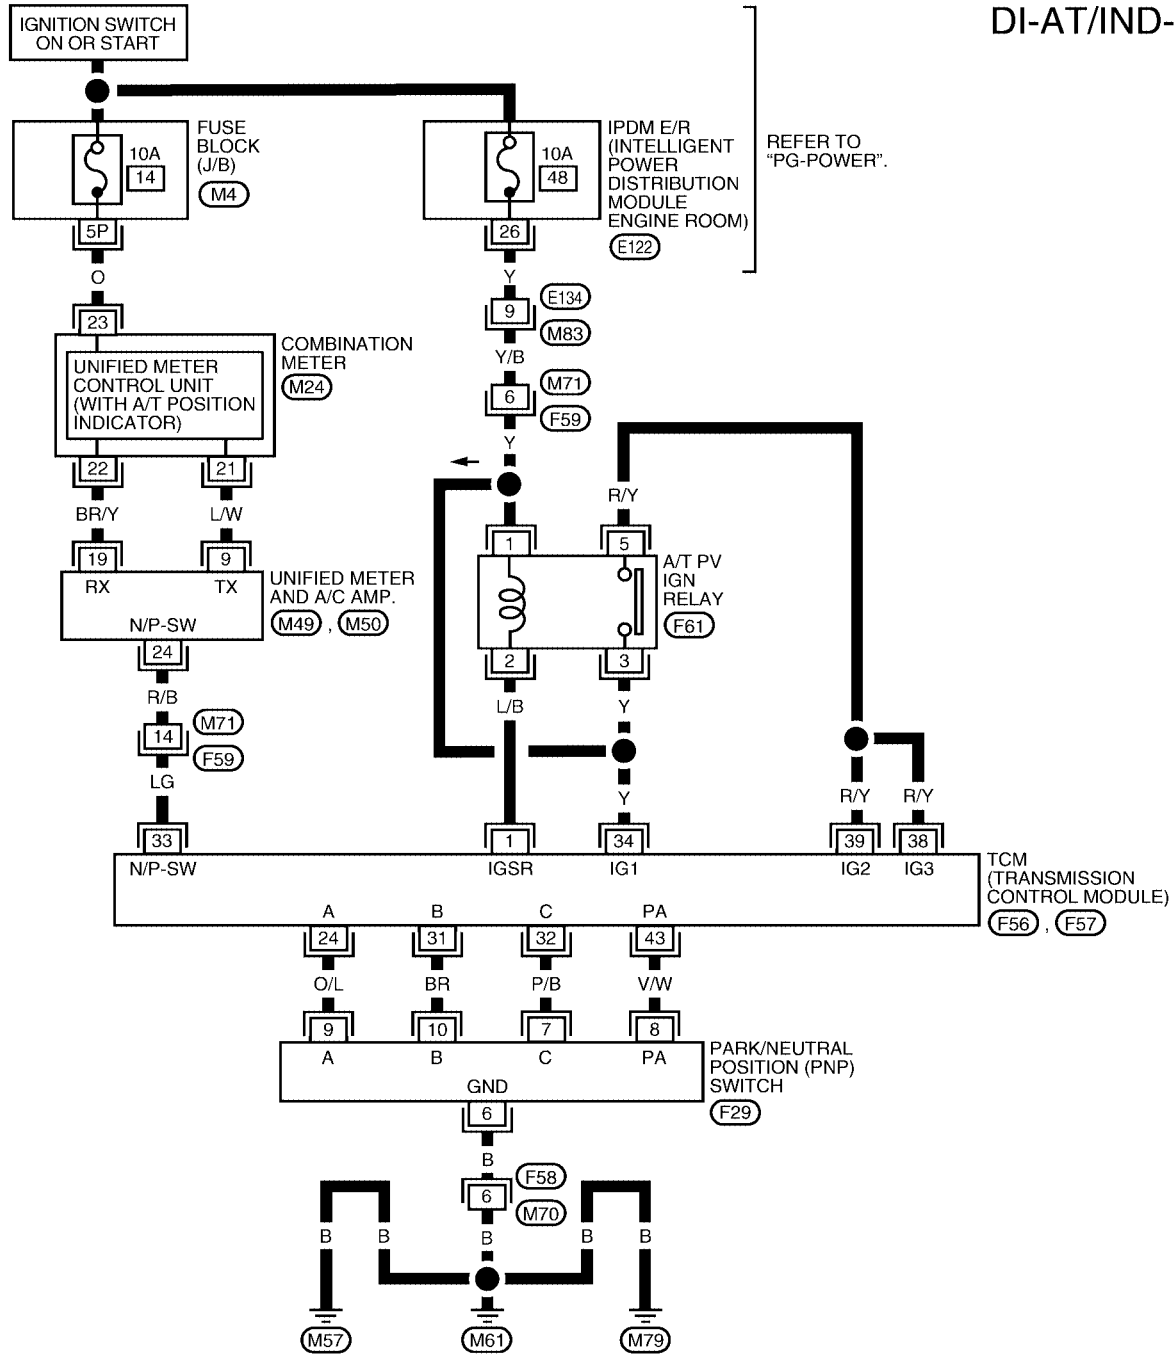 DI-AT/IND-
IGNITION SWITCH
ON OR START
FUSE
BLOCK
(J/B)
M4
10A
14
5P
O
IPDM E/R
(INTELLIGENT
POWER
DISTRIBUTION
MODULE
ENGINE ROOM)
E122
10A
48
26
REFER TO
"PG-POWER".
Y
9
E134
M83
Y/B
6
M71
F59
Y
23
COMBINATION
METER
M24
UNIFIED METER
CONTROL UNIT
(WITH A/T POSITION
INDICATOR)
22
21
BR/Y
L/W
19
9
RX
TX
N/P-SW
UNIFIED METER
AND A/C AMP.
M49 , M50
24
R/B
14
M71
F59
LG
33
R/Y
1
5
A/T PV
IGN
RELAY
F61
2
3
L/B
Y
Y
R/Y
R/Y
1
34
39
38
N/P-SW
IGSR
IG1
IG2
IG3
TCM
(TRANSMISSION
CONTROL MODULE)
F56 , F57
A
B
C
PA
24
31
32
43
O/L
BR
P/B
V/W
9
10
7
8
A
B
C
PA
GND
PARK/NEUTRAL
POSITION (PNP)
SWITCH
F29
6
B
6
F58
M70
B
B
B
B
B
M57
M61
M79